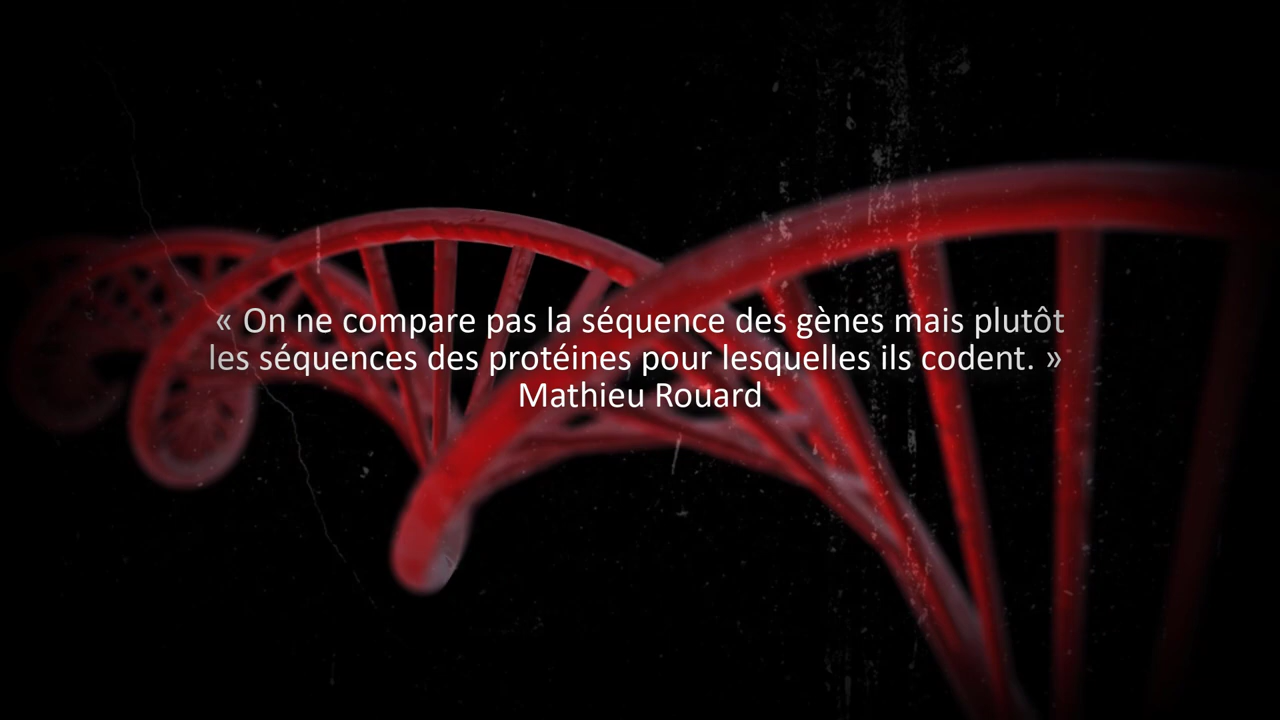 « On ne compare pas la séquence des gènes mais plutôt
les séquences des protéines pour lesquelles ils codent. »
Mathieu Rouard